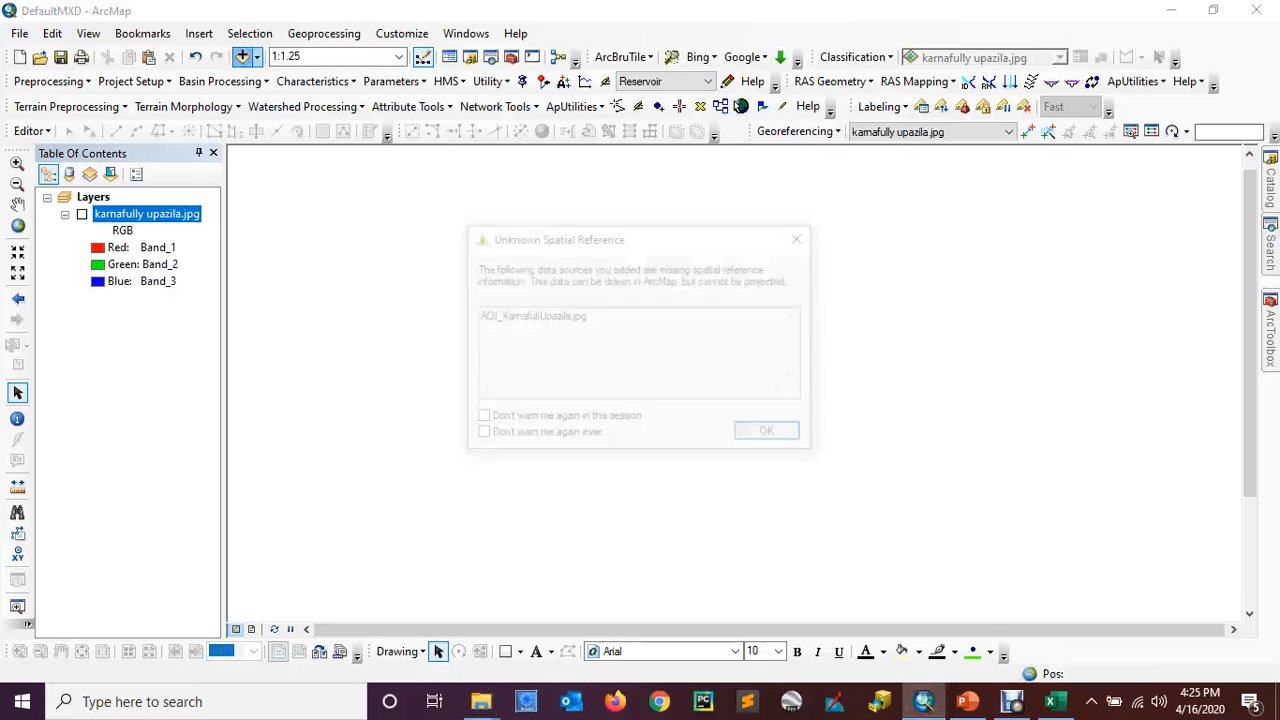 DefaultMXD - ArcMap
File Edit View Bookmarks Insert Selection Geoprocessing Customize Windows Help
1:1.25 ArcBruTile Bing Google Classification karnafully upazila.jpg
Preprocessing Project Setup Basin Processing Characteristics Parameters HMS Utility Reservoir Help RAS Geometry RAS Mapping ApUtilities Help
Terrain Preprocessing Terrain Morphology Watershed Processing Attribute Tools Network Tools ApUtilities Help Labeling Fast
Editor Georeferencing karnafully upazila.jpg
Table Of Contents
Layers
karnafully upazila.jpg
RGB
Red: Band_1
Green: Band_2
Blue: Band_3
Unknown Spatial Reference
The following data sources you added are missing spatial reference
information. This data can be drawn in ArcMap, but cannot be projected.
Don't warn me again in this session
Don't warn me again ever
OK
Catalog
Search
ArcToolbox
Drawing Arial 10 B I U A
Pos:
Type here to search
4:25 PM
4/16/2020
5